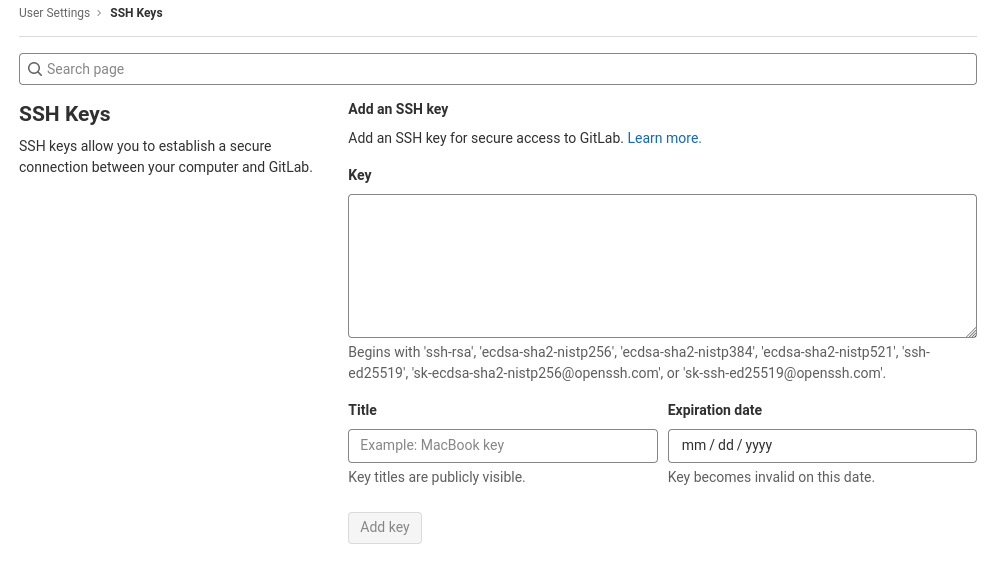 User Settings > SSH Keys
Search page
SSH Keys
SSH keys allow you to establish a secure
connection between your computer and GitLab.
Add an SSH key
Add an SSH key for secure access to GitLab. Learn more.
Key
Begins with 'ssh-rsa', 'ecdsa-sha2-nistp256', 'ecdsa-sha2-nistp384', 'ecdsa-sha2-nistp521', 'ssh-
ed25519', 'sk-ecdsa-sha2-nistp256@openssh.com', or 'sk-ssh-ed25519@openssh.com'.
Title
Example: MacBook key
Key titles are publicly visible.
Expiration date
mm / dd / yyyy
Key becomes invalid on this date.
Add key